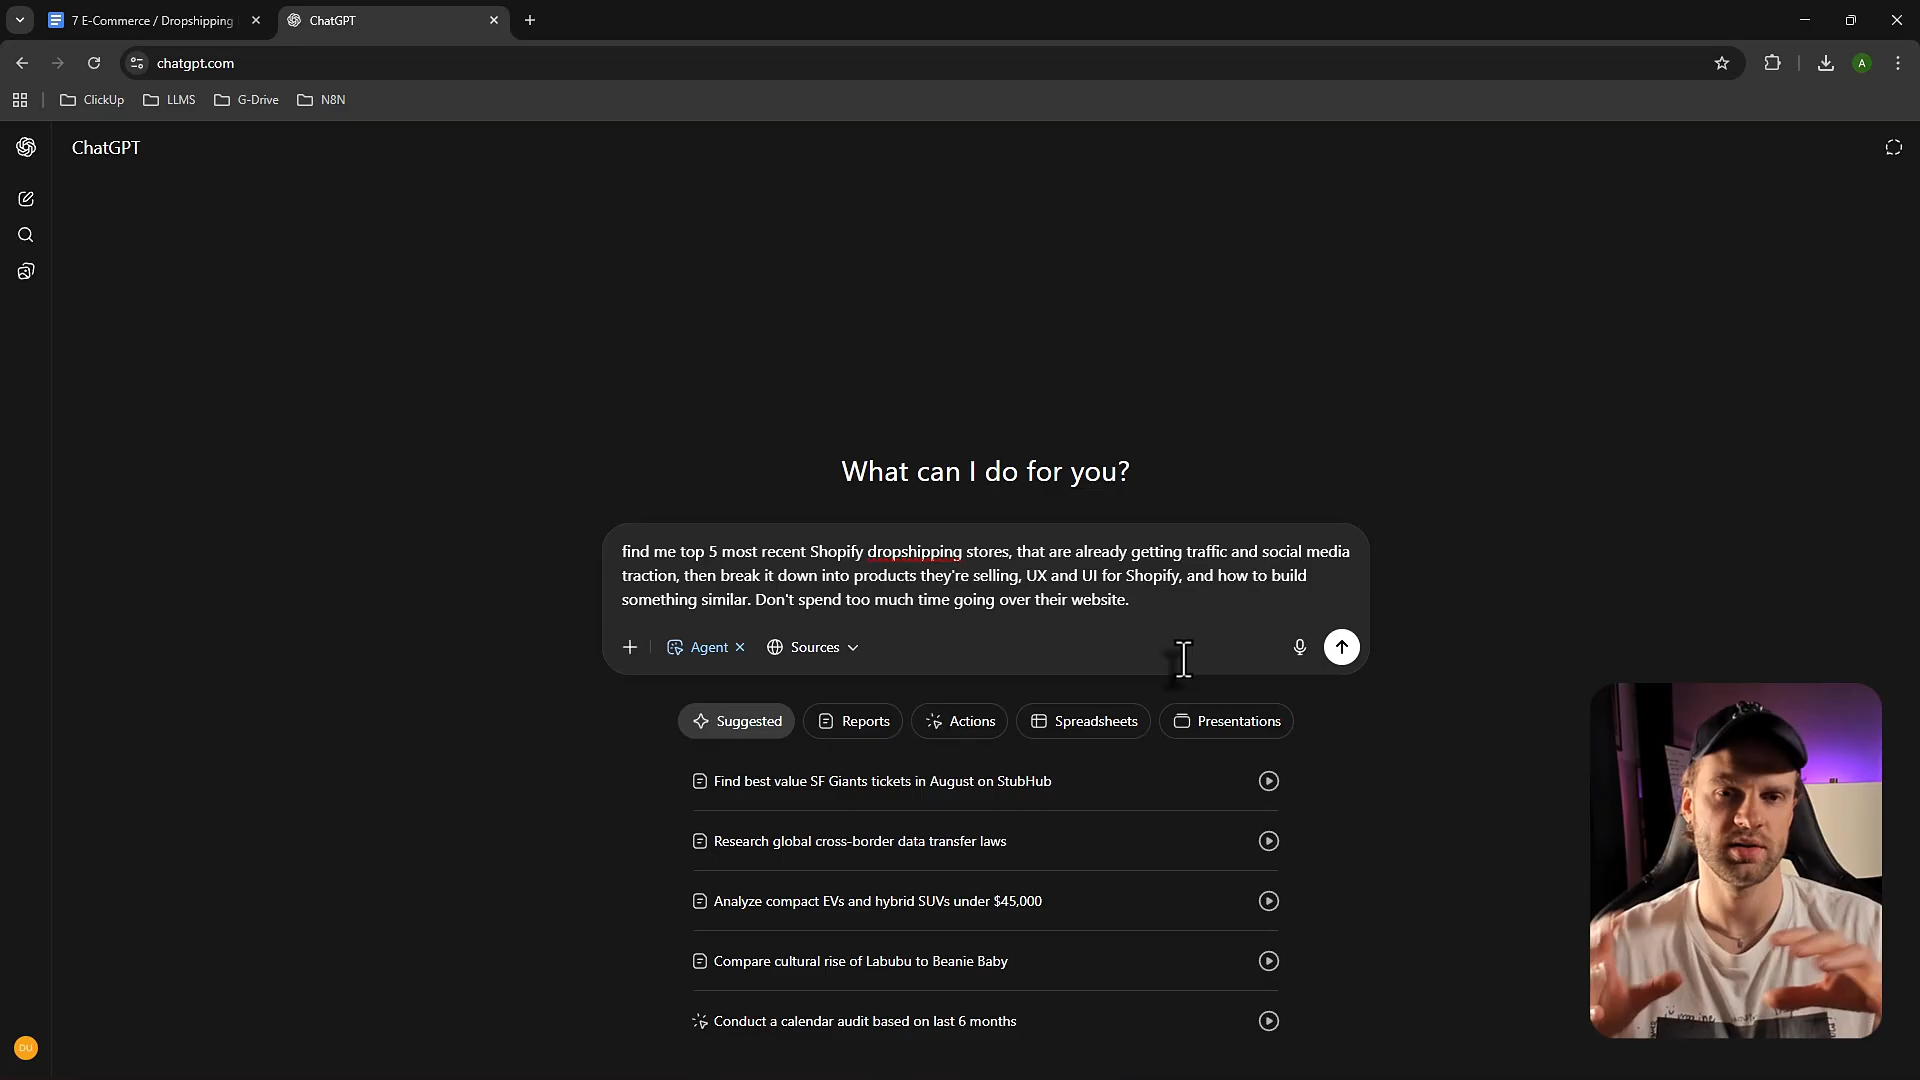 7 E-Commerce / Dropshipping
ChatGPT
chatgpt.com
A
ClickUp
LLMS
G-Drive
N8N
ChatGPT
What can I do for you?
find me top 5 most recent Shopify dropshipping stores, that are already getting traffic and social media
traction, then break it down into products they're selling, UX and UI for Shopify, and how to build
something similar. Don't spend too much time going over their website.
Agent
Sources
Suggested
Reports
Actions
Spreadsheets
Presentations
Find best value SF Giants tickets in August on StubHub
Research global cross-border data transfer laws
Analyze compact EVs and hybrid SUVs under $45,000
Compare cultural rise of Labubu to Beanie Baby
Conduct a calendar audit based on last 6 months
DU